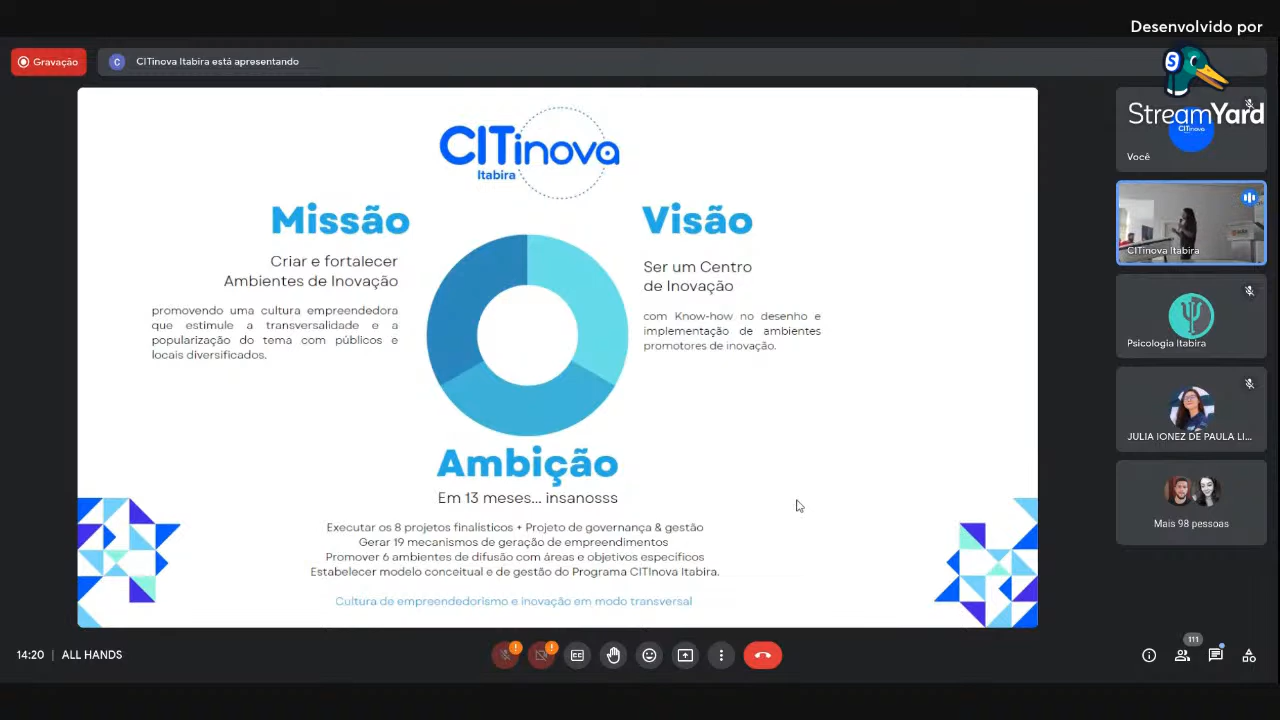 Desenvolvido por
StreamYard
Gravação
C
CITinova Itabira está apresentando
CITinova
Itabira
Missão
Criar e fortalecer
Ambientes de Inovação
promovendo uma cultura empreendedora
que estimule a transversalidade e a
popularização do tema com públicos e
locais diversificados.
Visão
Ser um Centro
de Inovação
com Know-how no desenho e
implementação de ambientes
promotores de inovação.
Ambição
Em 13 meses... insanosss
Executar os 8 projetos finalísticos + Projeto de governança & gestão
Gerar 19 mecanismos de geração de empreendimentos
Promover 6 ambientes de difusão com áreas e objetivos específicos
Estabelecer modelo conceitual e de gestão do Programa CITInova Itabira.
Cultura de empreendedorismo e inovação em modo transversal
CITinova
Você
CITinova Itabira
Psicologia Itabira
JULIA IONEZ DE PAULA LI...
Mais 98 pessoas
14:20 | ALL HANDS
111